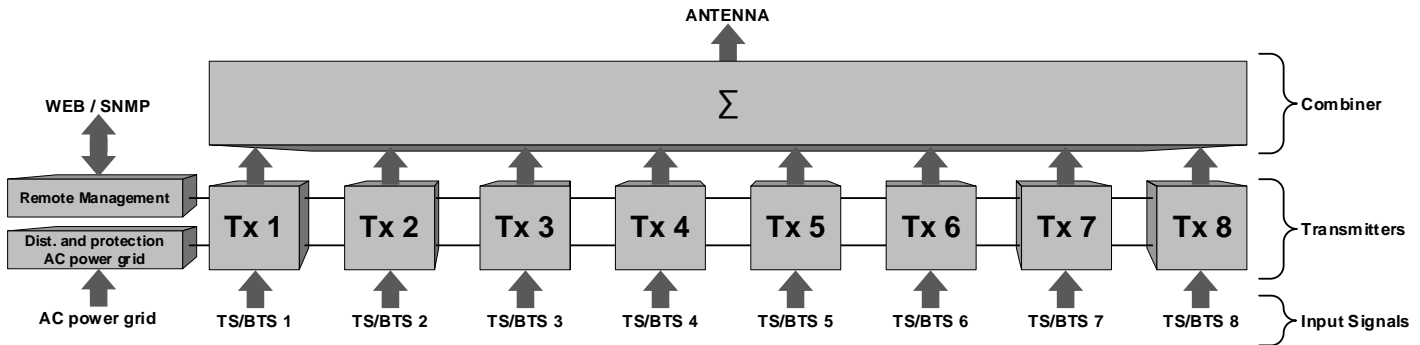 ANTENNA
Σ
Combiner
WEB / SNMP
Remote Management
Dist. and protection
AC power grid
Tx 1
Tx 2
Tx 3
Tx 4
Tx 5
Tx 6
Tx 7
Tx 8
Transmitters
AC power grid
TS/BTS 1
TS/BTS 2
TS/BTS 3
TS/BTS 4
TS/BTS 5
TS/BTS 6
TS/BTS 7
TS/BTS 8
Input Signals